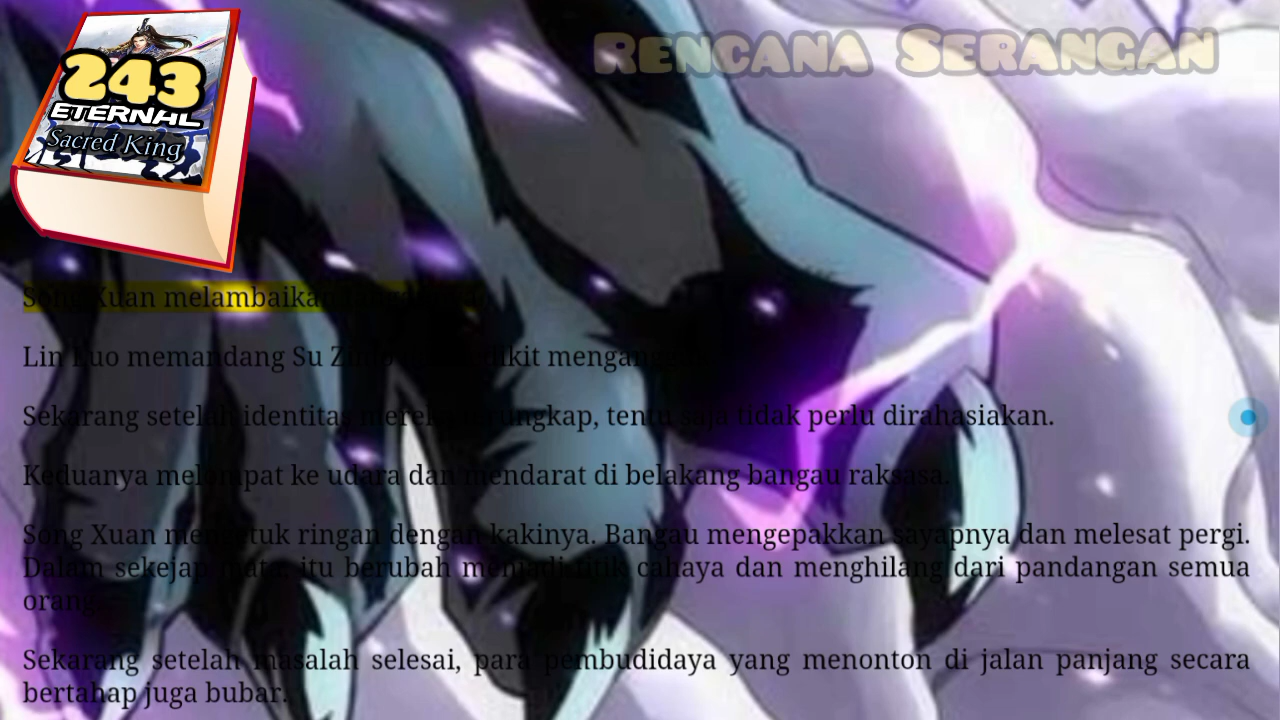 243
ETERNAL
Sacred King
RENCANA SERANGAN
Song Xuan melambaikan
Lin Luo memandang Su sedikit mengangguk
Sekarang setelah identitas mereka terungkap, tentu saja tidak perlu dirahasiakan.
Keduanya melompat ke udara dan mendarat di belakang bangau raksasa.
Song Xuan mengetuk ringan dengan kakinya. Bangau mengepakkan sayapnya dan melesat pergi.
Dalam sekejap mata, itu berubah menjadi titik cahaya dan menghilang dari pandangan semua
orang.
Sekarang setelah masalah selesai, para pembudidaya yang menonton di jalan panjang secara
bertahap juga bubar.